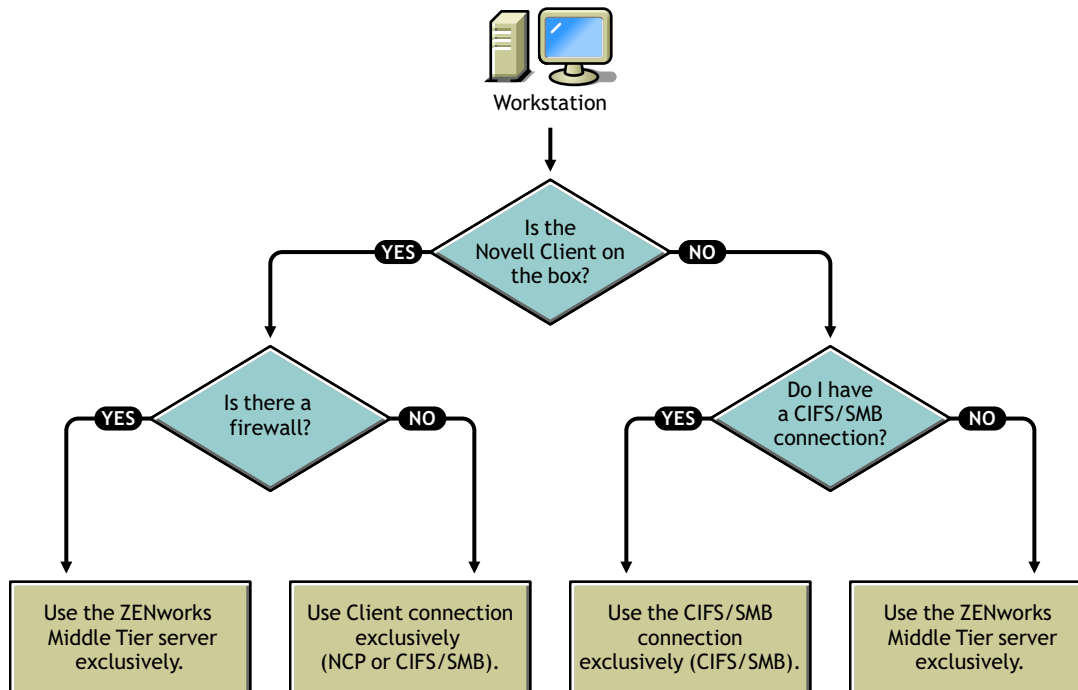 Workstation
Is the
Novell Client on
the box?
YES
NO
Is there a
firewall?
YES
NO
Do I have
a CIFS/SMB
connection?
YES
NO
Use the ZENworks
Middle Tier server
exclusively.
Use Client connection
exclusively
(NCP or CIFS/SMB).
Use the CIFS/SMB
connection
exclusively (CIFS/SMB).
Use the ZENworks
Middle Tier server
exclusively.